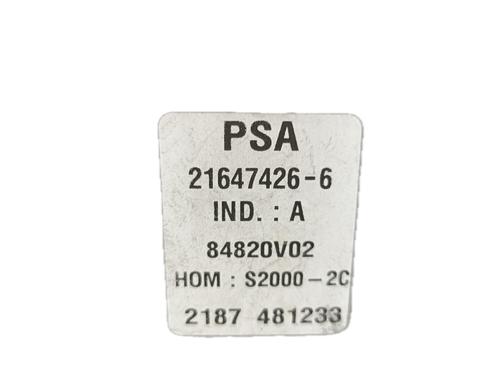 PSA
21647426-6
IND. : A
84820V02
HOM : S2000-2C
2187 481233